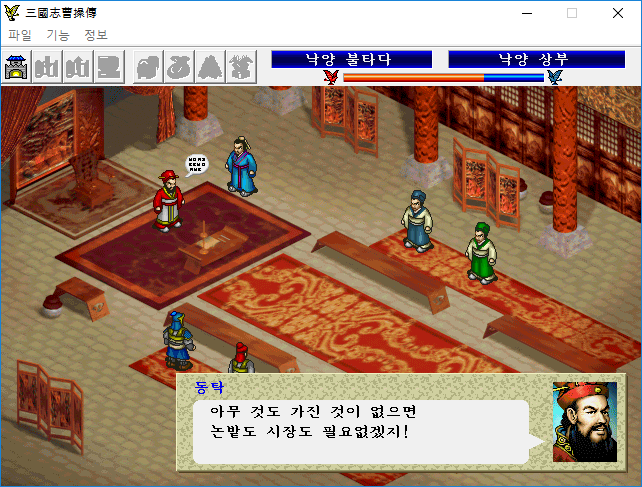 三國志曹操傳
파일 기능 정보
낙양 불타다 낙양 상부
동탁
아무 것도 가진 것이 없으면
논밭도 시장도 필요없겠지!